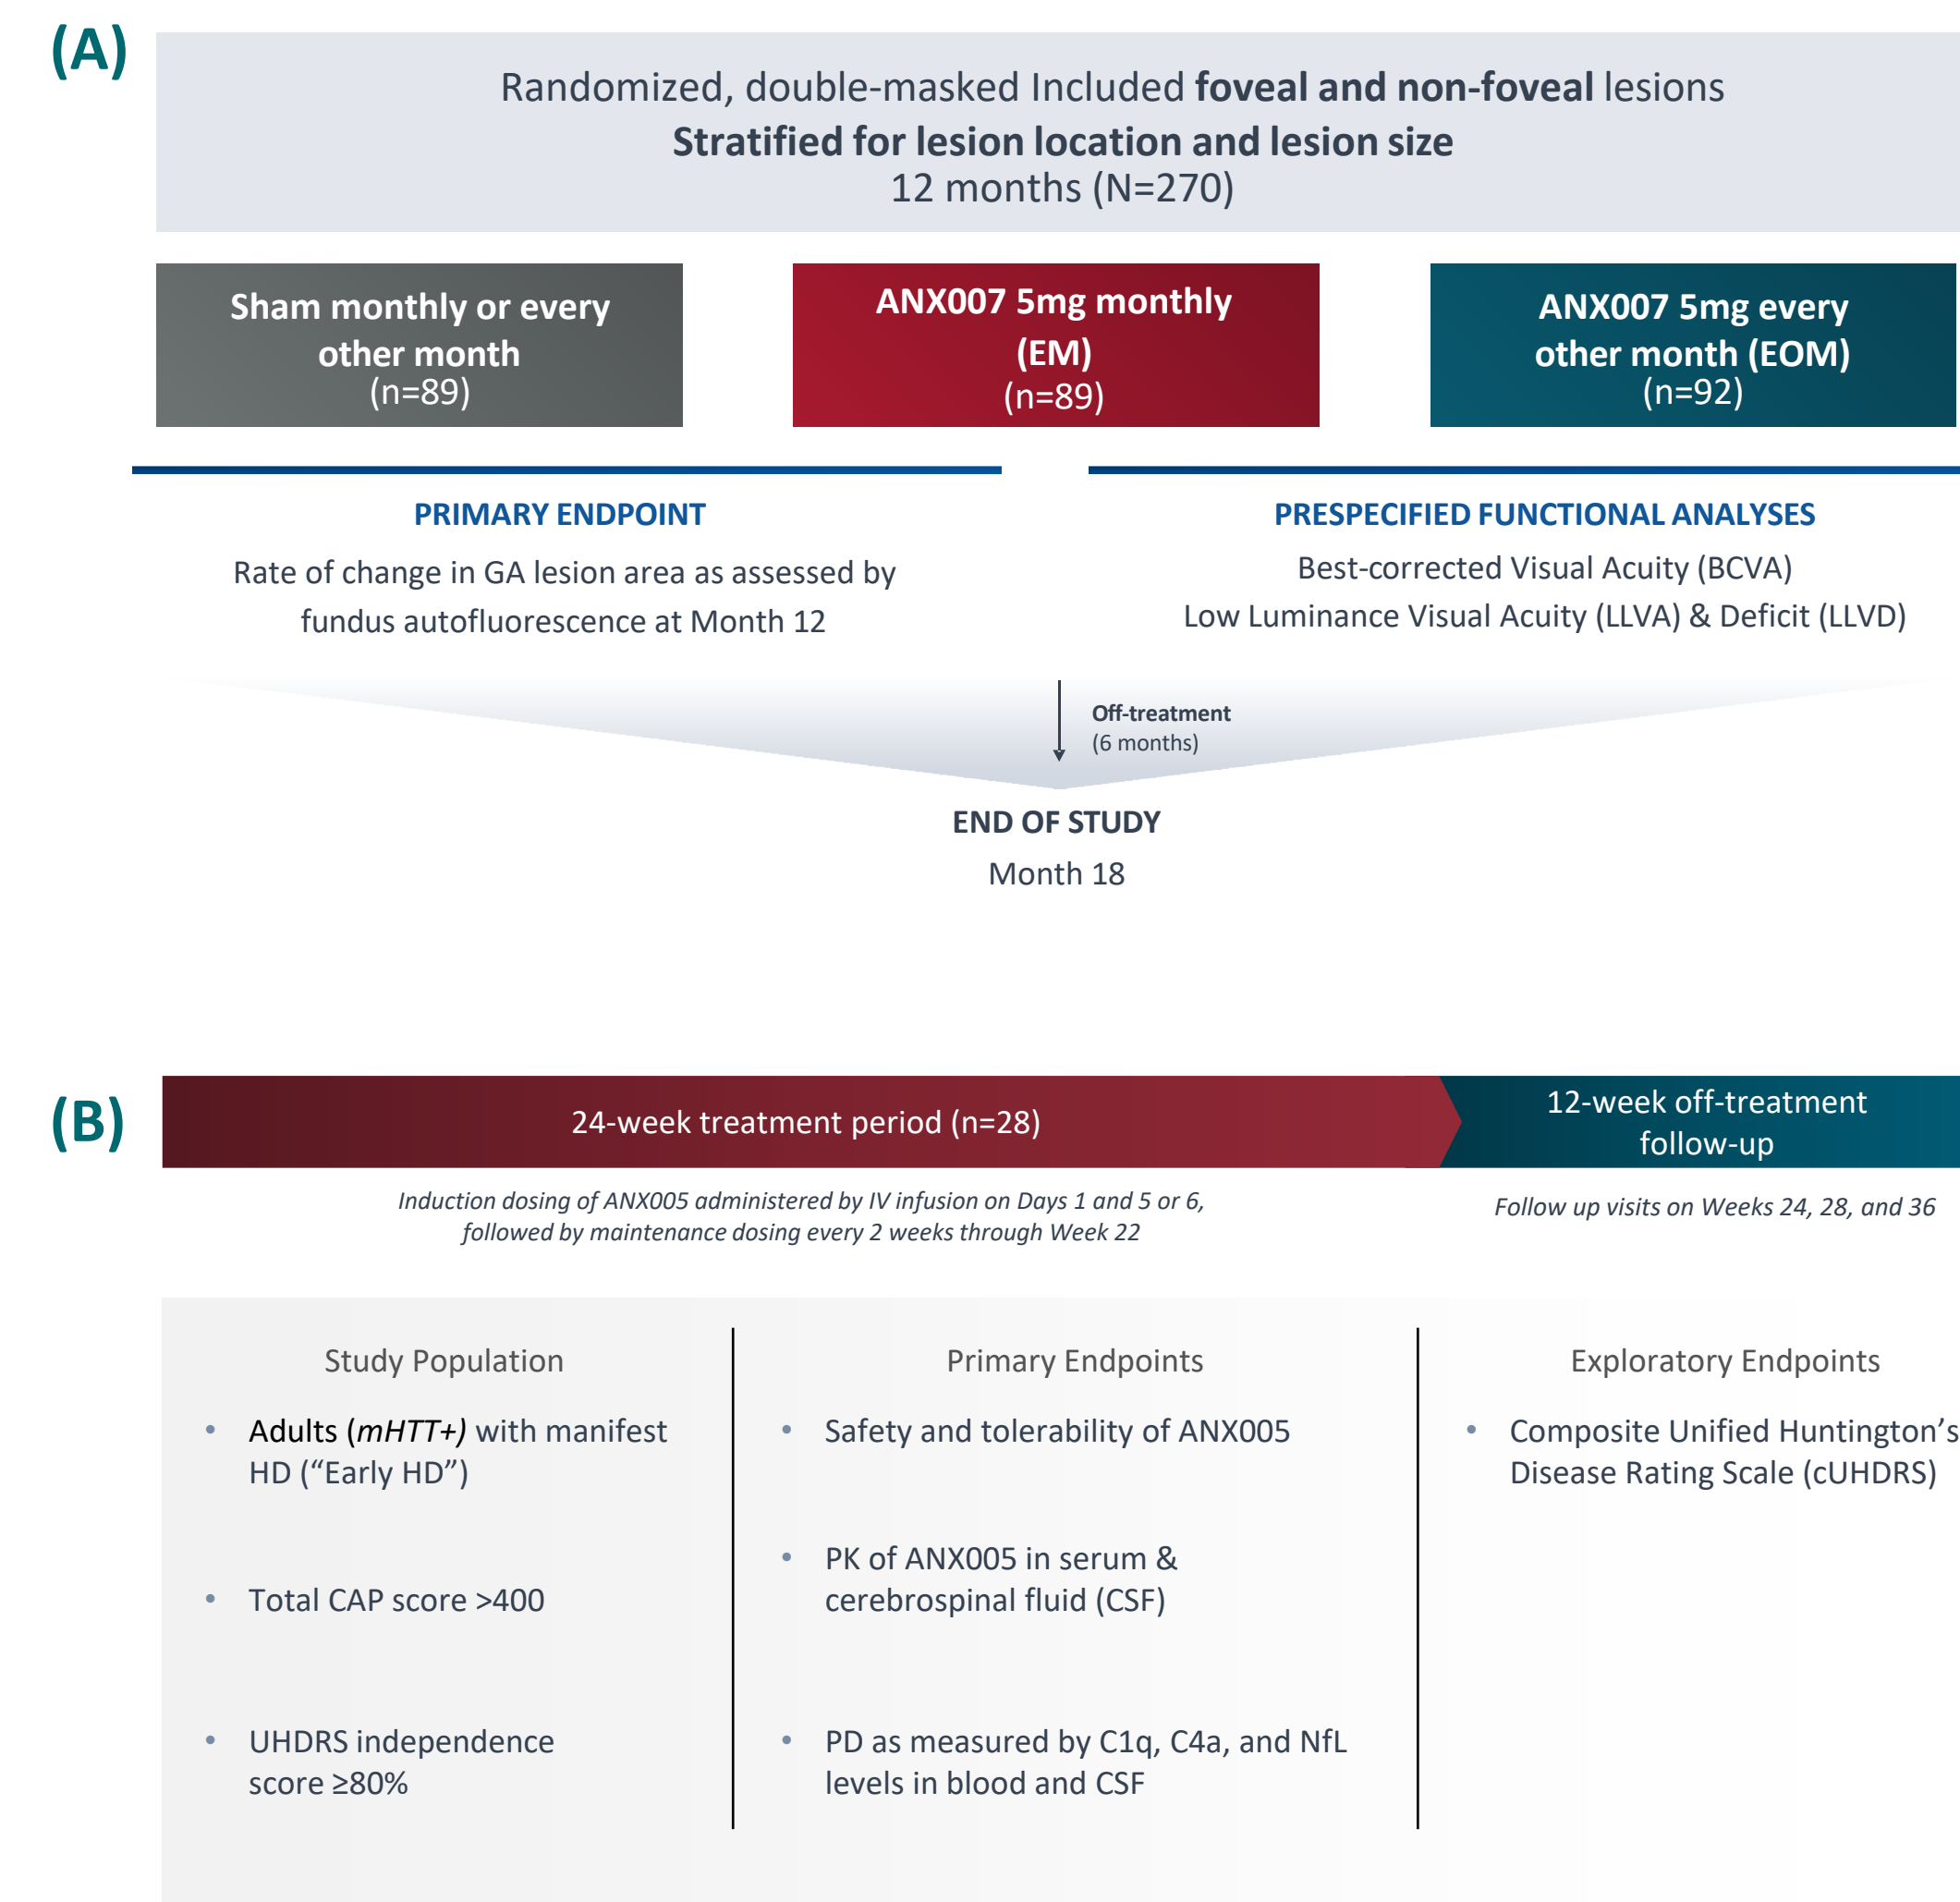 (A)
Randomized, double-masked Included foveal and non-foveal lesions
Stratified for lesion location and lesion size
12 months (N=270)
Sham monthly or every
other month
(n=89)
ANX007 5mg monthly
(EM)
(n=89)
ANX007 5mg every
other month (EOM)
(n=92)
PRIMARY ENDPOINT
Rate of change in GA lesion area as assessed by
fundus autofluorescence at Month 12
PRESPECIFIED FUNCTIONAL ANALYSES
Best-corrected Visual Acuity (BCVA)
Low Luminance Visual Acuity (LLVA) & Deficit (LLVD)
Off-treatment
(6 months)
END OF STUDY
Month 18
(B)
24-week treatment period (n=28)
12-week off-treatment
follow-up
Induction dosing of ANX005 administered by IV infusion on Days 1 and 5 or 6,
followed by maintenance dosing every 2 weeks through Week 22
Follow up visits on Weeks 24, 28, and 36
Study Population
• Adults (mHTT+) with manifest
HD (“Early HD”)
• Total CAP score >400
• UHDRS independence
score ≥80%
Primary Endpoints
• Safety and tolerability of ANX005
• PK of ANX005 in serum &
cerebrospinal fluid (CSF)
• PD as measured by C1q, C4a, and NfL
levels in blood and CSF
Exploratory Endpoints
• Composite Unified Huntington’s
Disease Rating Scale (cUHDRS)